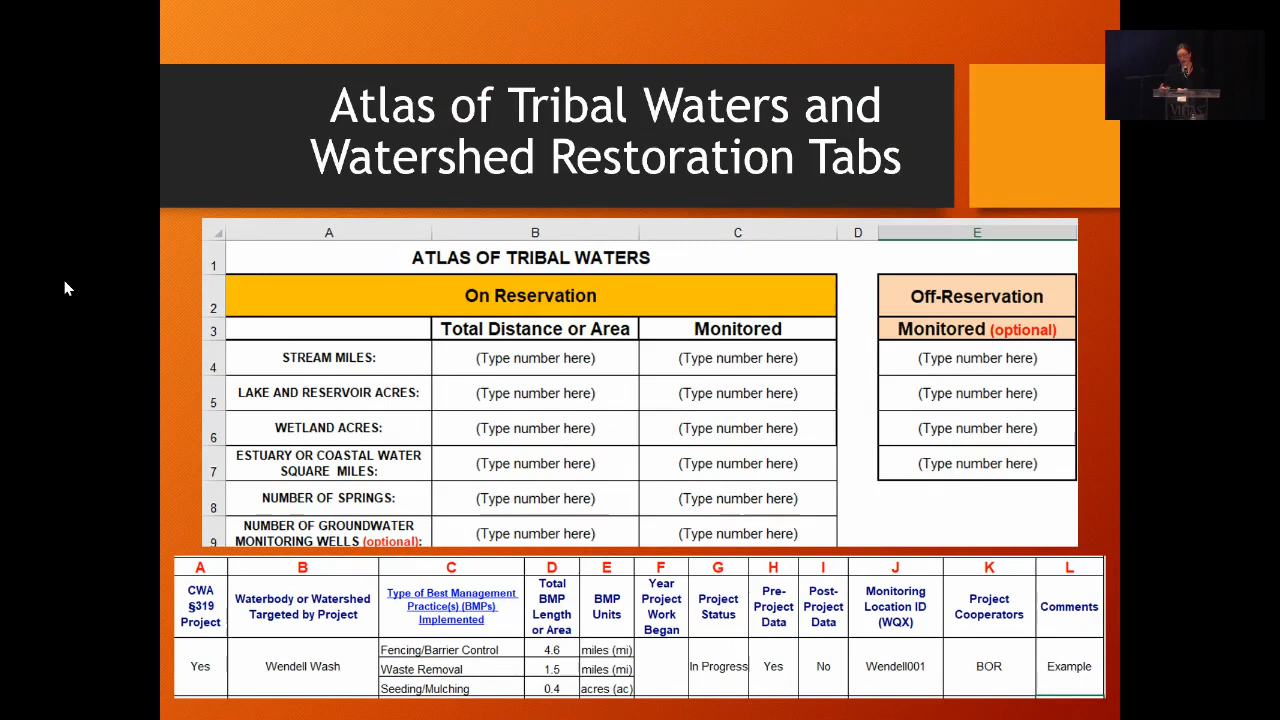 Atlas of Tribal Waters and
Watershed Restoration Tabs
A B C D E
1 ATLAS OF TRIBAL WATERS
2 On Reservation Off-Reservation
3 Total Distance or Area Monitored Monitored (optional)
4 STREAM MILES: (Type number here) (Type number here) (Type number here)
5 LAKE AND RESERVOIR ACRES: (Type number here) (Type number here) (Type number here)
6 WETLAND ACRES: (Type number here) (Type number here) (Type number here)
ESTUARY OR COASTAL WATER
7 SQUARE MILES: (Type number here) (Type number here) (Type number here)
8 NUMBER OF SPRINGS: (Type number here) (Type number here)
NUMBER OF GROUNDWATER
9 MONITORING WELLS (optional): (Type number here) (Type number here)
A B C D E F G H I J K L
CWA
§319
Project
Waterbody or Watershed
Targeted by Project
Type of Best Management
Practice(s) (BMPs)
Implemented
Total
BMP
Length
or Area
BMP
Units
Year
Project
Work
Began
Project
Status
Pre-
Project
Data
Post-
Project
Data
Monitoring
Location ID
(WQX)
Project
Cooperators
Comments
Yes Wendell Wash
Fencing/Barrier Control 4.6 miles (mi)
Waste Removal 1.5 miles (mi)
Seeding/Mulching 0.4 acres (ac)
In Progress Yes No Wendell001 BOR Example